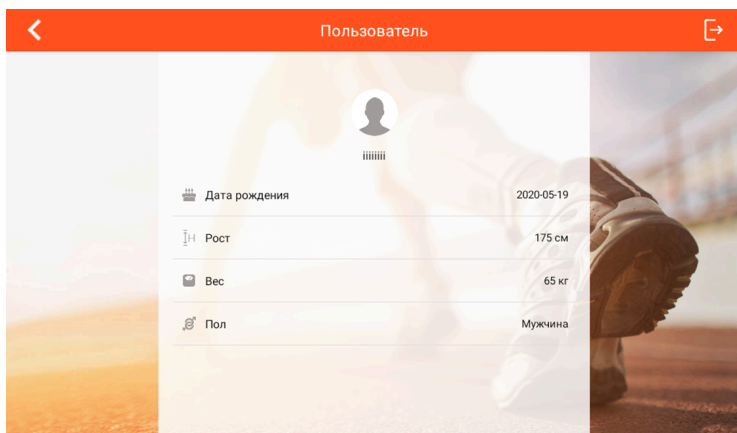 Пользователь
iiiiiiii
Дата рождения 2020-05-19
Рост 175 см
Вес 65 кг
Пол Мужчина